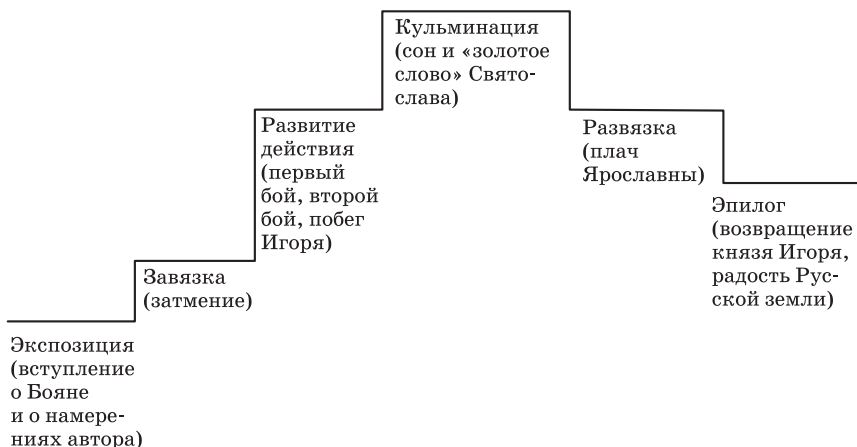 Экспозиция
(вступление
о Бояне
и о намере-
ниях автора)
Завязка
(затмение)
Развитие
действия
(первый
бой, второй
бой, побег
Игоря)
Кульминация
(сон и «золотое
слово» Свято-
слава)
Развязка
(плач
Ярославны)
Эпилог
(возвращение
князя Игоря,
радость Рус-
ской земли)